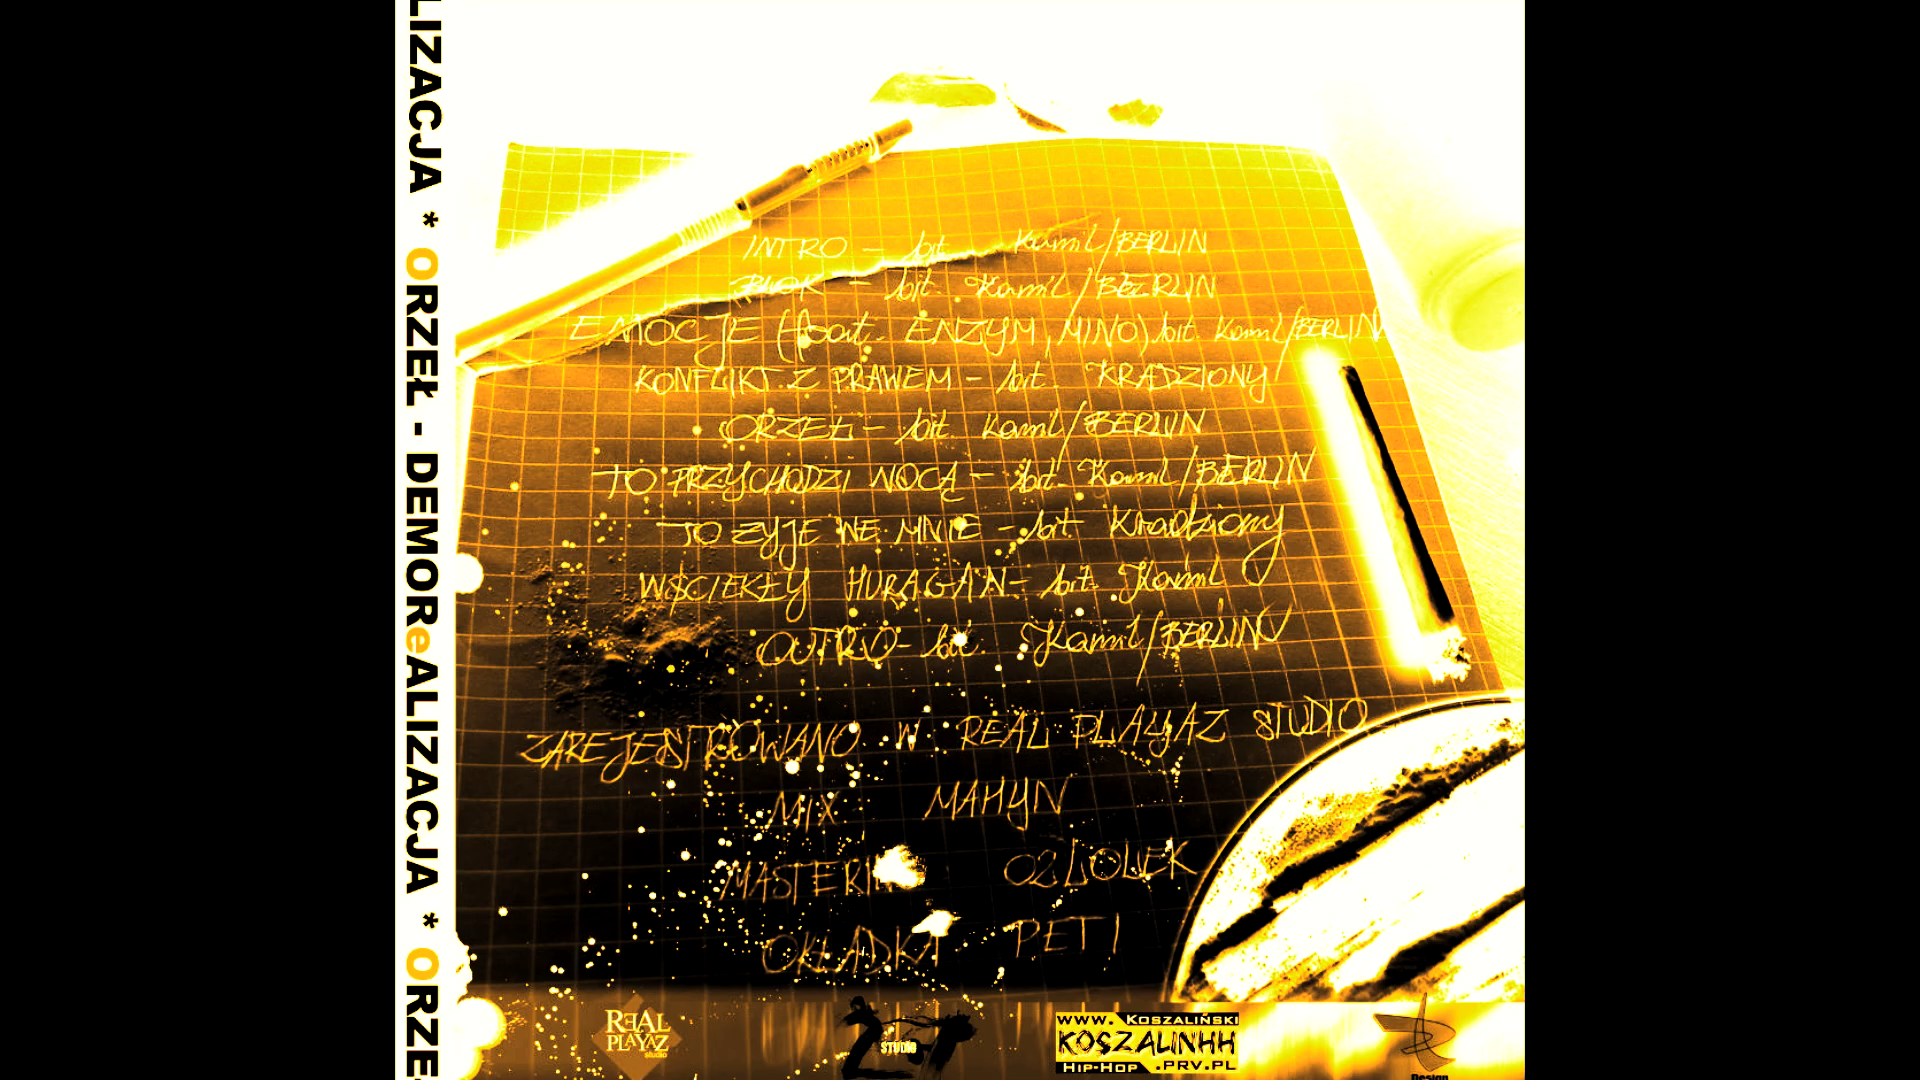 LIZACJA * ORZEŁ - DEMOReALIZACJA * ORZE
INTRO - bit. Kamil/BERLIN
BLOK - bit. Kamil/BERLIN
EMOCJE (feat. ENZYM, MINO) bit. Kamil/BERLIN
KONFLIKT Z PRAWEM - bit. KRADZIONY
ORZEŁ - bit. Kamil/BERLIN
TO PRZYCHODZI NOCĄ - bit. Kamil/BERLIN
TO ŻYJE WE MNIE - bit. Kradziony
WŚCIEKŁY HURAGAN - bit. Kamil
OUTRO - bit. Kamil/BERLIN
ZAREJESTROWANO W REAL PLAYAZ STUDIO
MIX MAHYN
MASTERING
OKŁADKA PETI
REAL
PLAYAZ
studio
STUDIO
www. KOSZALIŃSKI
KOSZALINHH
HIP-HOP .PRV.PL
Design